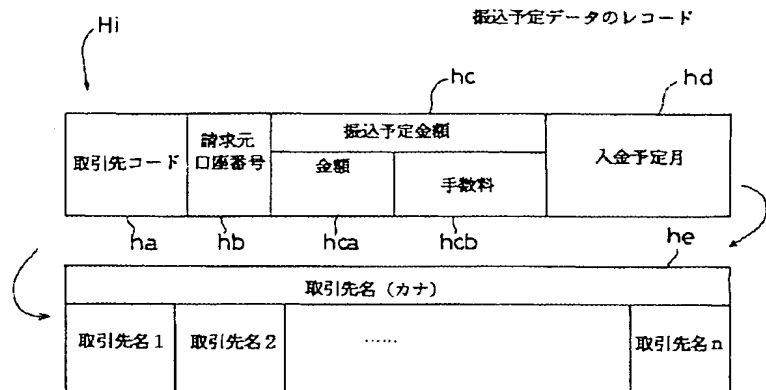 Hi
振込予定データのレコード
hc
hd
取引先コード
請求元
口座番号
振込予定金額
金額
手数料
入金予定月
ha
hb
hca
hcb
he
取引先名（カナ）
取引先名1
取引先名2
……
取引先名n